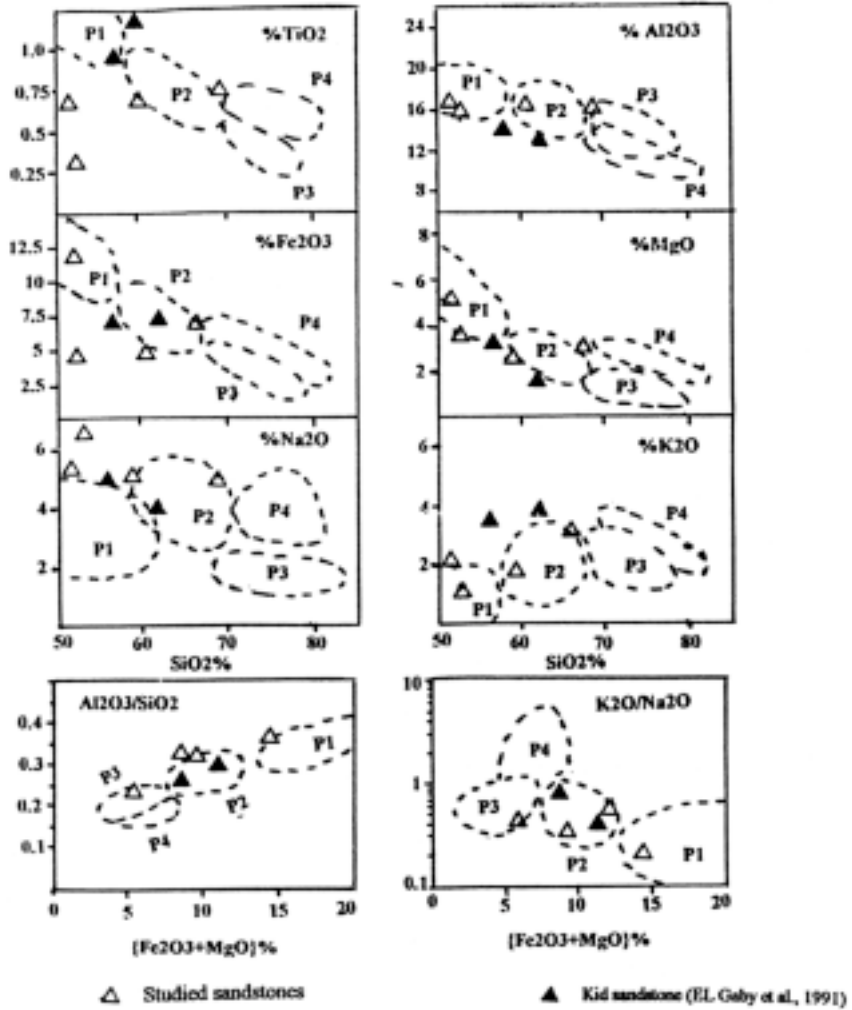 %TiO2
P1
P2
P4
P3
1.0
0.75
0.5
0.25
% Al2O3
P1
P2
P3
P4
24
20
16
12
8
%Fe2O3
P1
P2
P4
P3
12.5
10
7.5
5
2.5
%MgO
P1
P2
P4
P3
8
6
4
2
%Na2O
P1
P2
P4
P3
6
4
2
50 60 70 80
SiO2%
%K2O
P1
P2
P4
P3
6
4
2
50 60 70 80
SiO2%
Al2O3/SiO2
P3
P1
P2
P4
0.4
0.3
0.2
0.1
0 5 10 15 20
{Fe2O3+MgO}%
K2O/Na2O
P4
P3
P2
P1
10
1
0.1
0 5 10 15 20
{Fe2O3+MgO}%
Studied sandstones
Kid sandstone (EL Gaby et al., 1991)